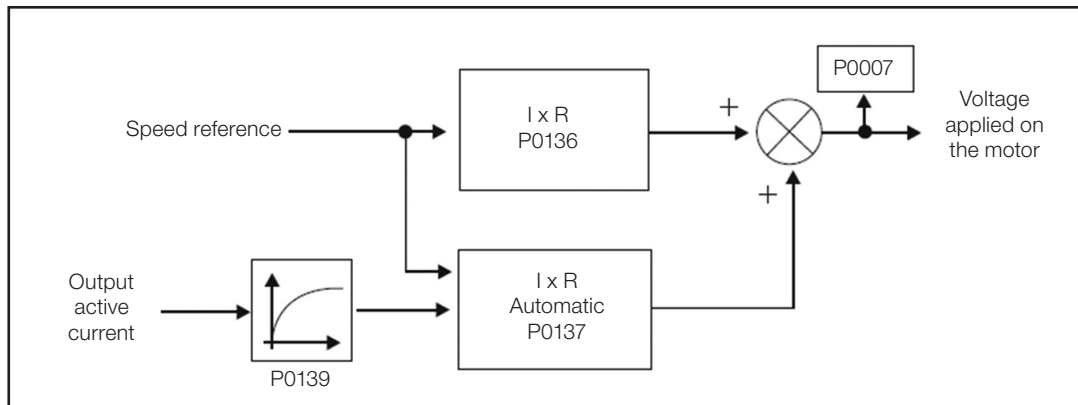 P0007
Speed reference
I x R
P0136
+
Voltage
applied on
the motor
+
Output
active
current
P0139
I x R
Automatic
P0137